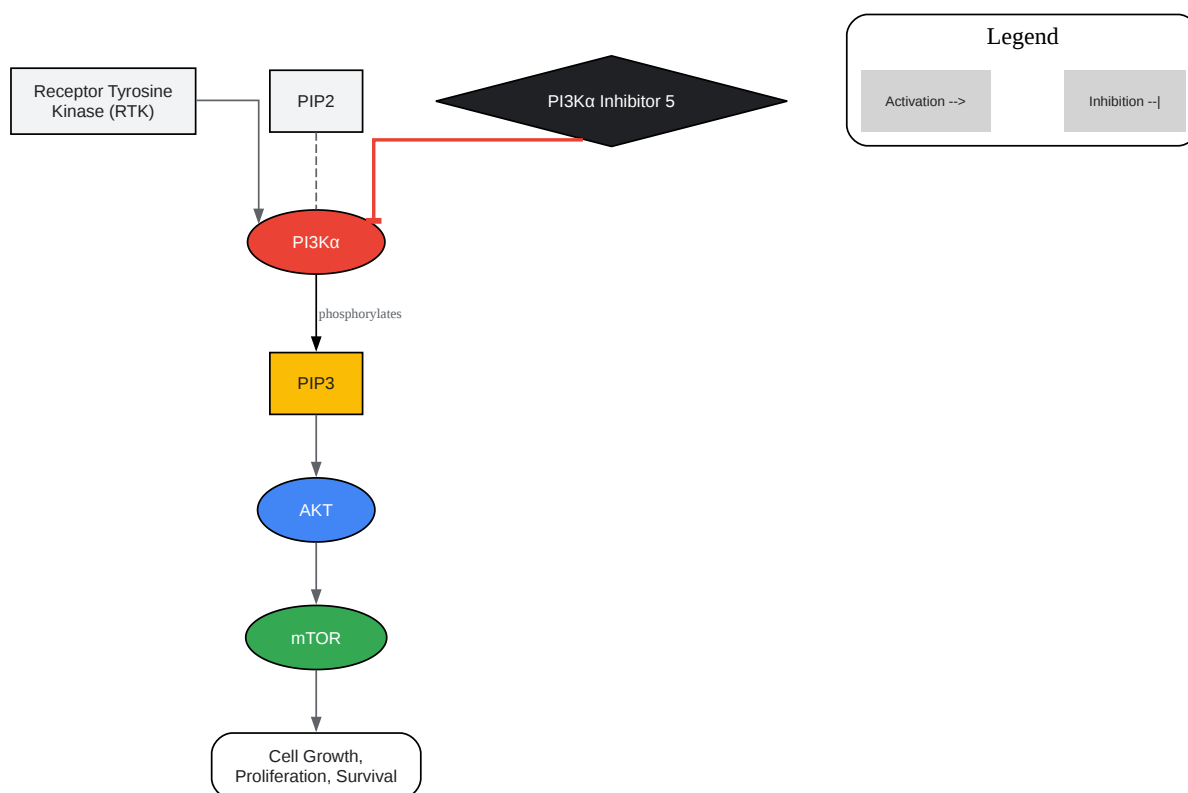 Legend
Receptor Tyrosine
Kinase (RTK)
PIP2
PI3Kα Inhibitor 5
Activation -->
Inhibition --|
PI3Kα
phosphorylates
PIP3
AKT
mTOR
Cell Growth,
Proliferation, Survival